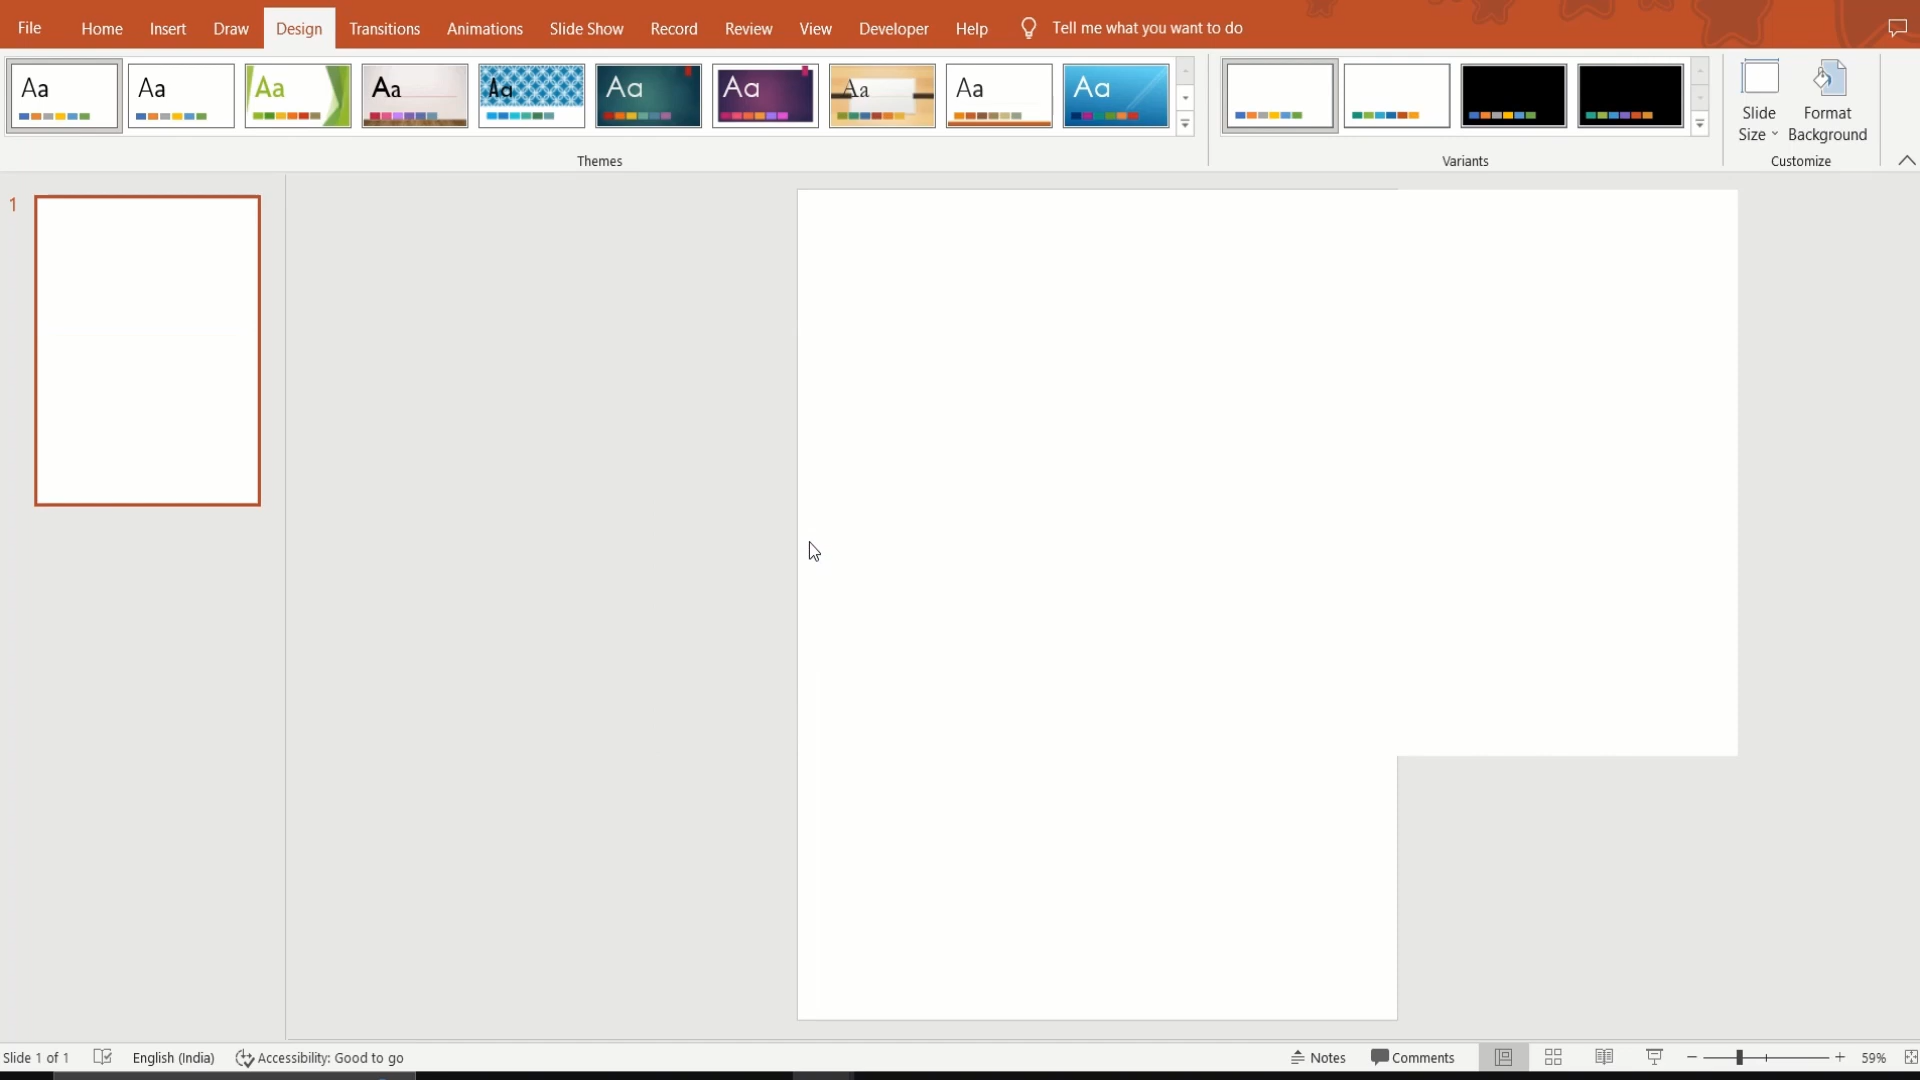 File Home Insert Draw Design Transitions Animations Slide Show Record Review View Developer Help Tell me what you want to do
Aa Aa Aa Aa Aa Aa Aa Aa Aa Aa
Slide Size
Format Background
Themes Variants Customize
1
Slide 1 of 1 English (India) Accessibility: Good to go Notes Comments 59%